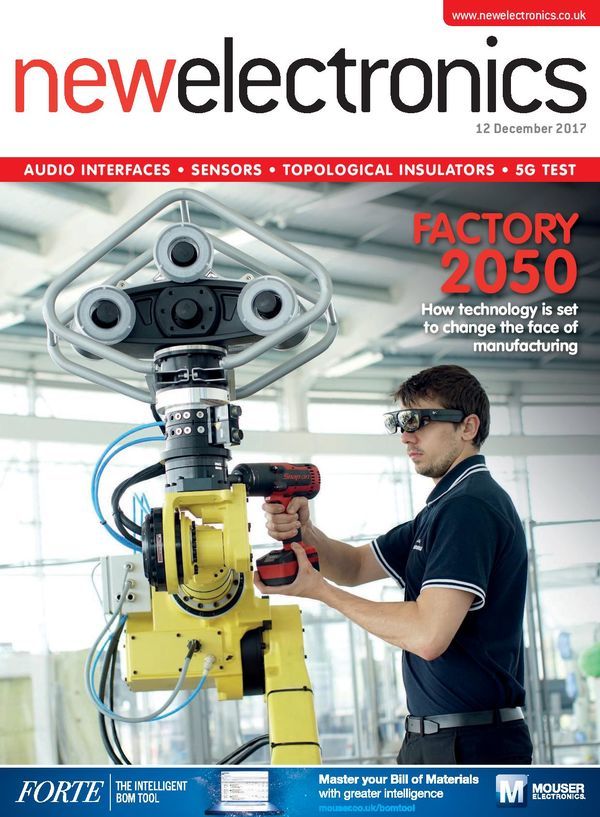 www.newelectronics.co.uk
newelectronics
12 December 2017
AUDIO INTERFACES • SENSORS • TOPOLOGICAL INSULATORS • 5G TEST
FACTORY
2050
How technology is set
to change the face of
manufacturing
Snap-on
FORTE
THE INTELLIGENT
BOM TOOL
Master your Bill of Materials
with greater intelligence
mouser.co.uk/bomtool
M
MOUSER
ELECTRONICS.